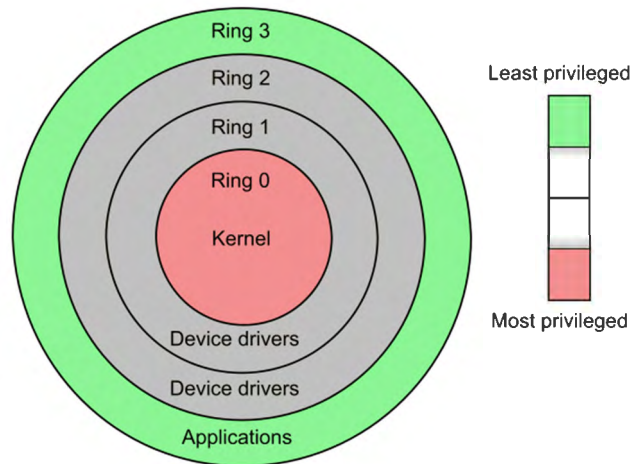 Ring 3
Ring 2
Ring 1
Ring 0
Kernel
Device drivers
Device drivers
Applications
Least privileged
Most privileged